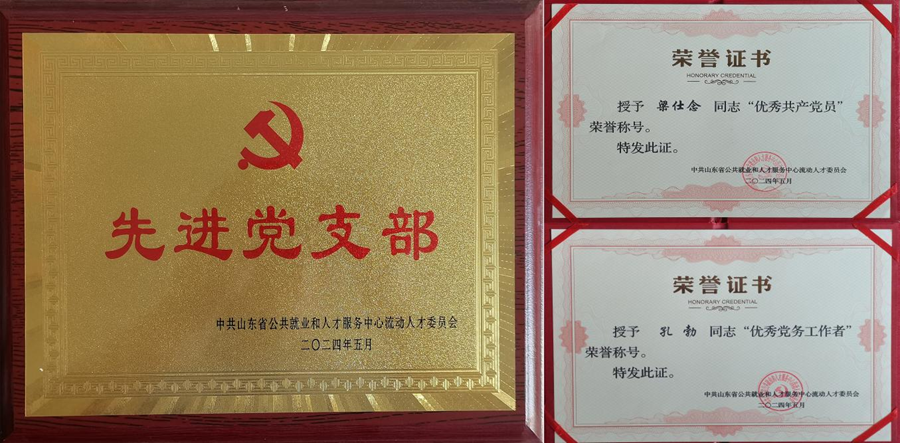 先进党支部
中共山东省公共就业和人才服务中心流动人才委员会
二〇二四年五月
荣誉证书
HONORARY CREDENTIAL
授予 梁仕念 同志“优秀共产党员”
荣誉称号。
特发此证。
中共山东省公共就业和人才服务中心流动人才委员会
二〇二四年五月
荣誉证书
HONORARY CREDENTIAL
授予 孔勃 同志“优秀党务工作者”
荣誉称号。
特发此证。
中共山东省公共就业和人才服务中心流动人才委员会
二〇二四年五月